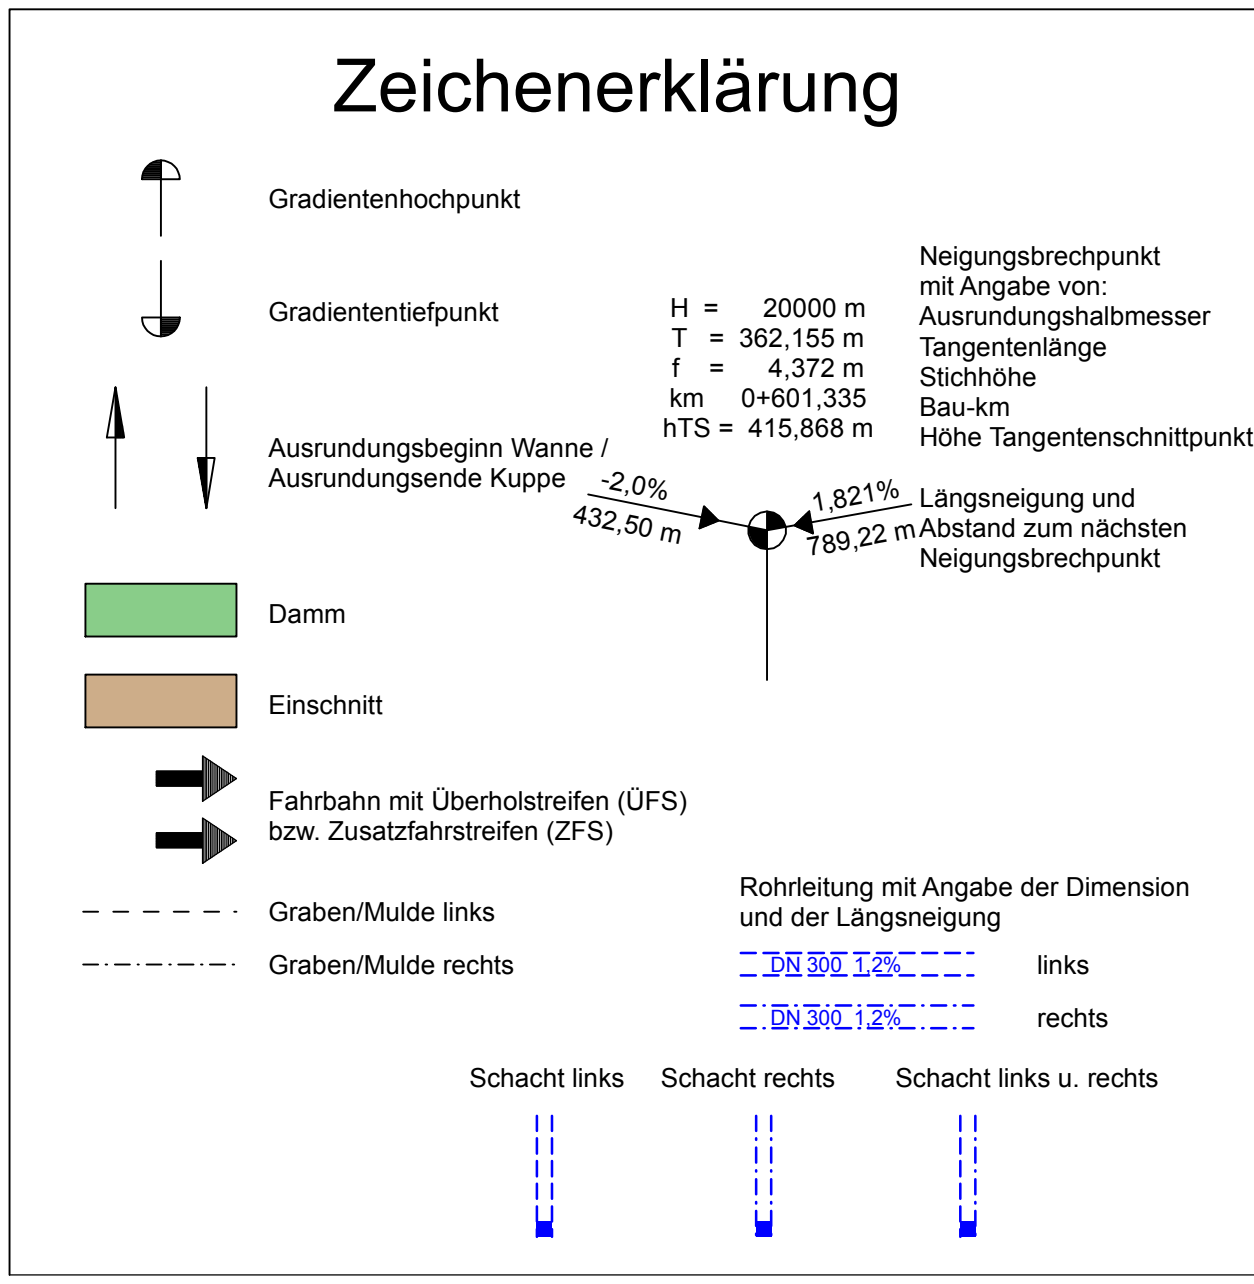 Zeichenerklärung
Gradientenhochpunkt
Gradiententiefpunkt
Ausrundungsbeginn Wanne /
Ausrundungsende Kuppe
H = 20000 m
T = 362,155 m
f = 4,372 m
km 0+601,335
hTS = 415,868 m
Neigungsbrechpunkt
mit Angabe von:
Ausrundungshalbmesser
Tangentenlänge
Stichhöhe
Bau-km
Höhe Tangentenschnittpunkt
-2,0%
432,50 m
1,821%
789,22 m
Längsneigung und
Abstand zum nächsten
Neigungsbrechpunkt
Damm
Einschnitt
Fahrbahn mit Überholstreifen (ÜFS)
bzw. Zusatzfahrstreifen (ZFS)
Graben/Mulde links
Graben/Mulde rechts
Rohrleitung mit Angabe der Dimension
und der Längsneigung
DN 300 1,2% links
DN 300 1,2% rechts
Schacht links Schacht rechts Schacht links u. rechts